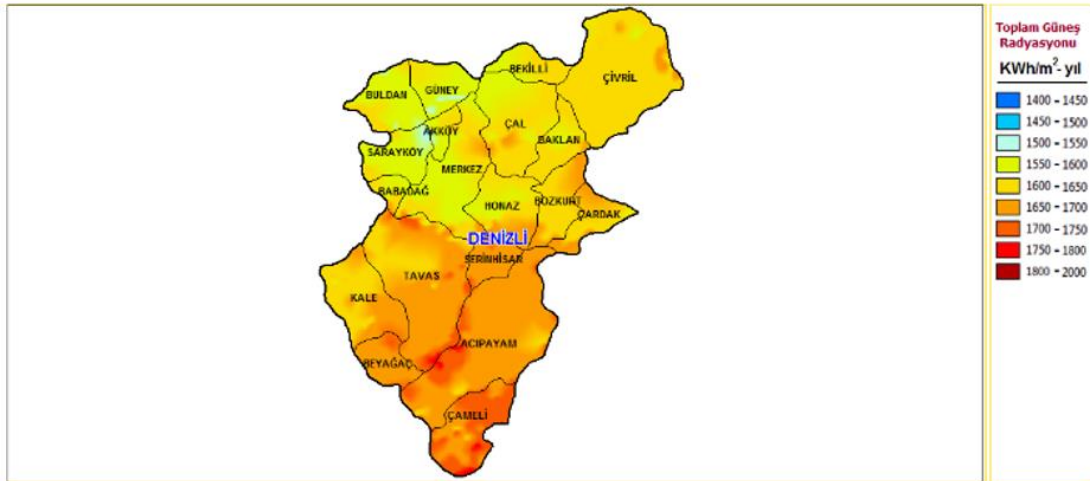 BEKİLLİ
ÇİVRİL
BULDAN
GÜNEY
ÇAL
AKKÖY
BAKLAN
SARAYKÖY
MERKEZ
BABADAĞ
HONAZ
BOZKURT
ÇARDAK
DENİZLİ
SERİNHİSAR
TAVAS
KALE
ACIPAYAM
BEYAĞAÇ
ÇAMELİ
Toplam Güneş
Radyasyonu
KWh/m²- yıl
1400 - 1450
1450 - 1500
1500 - 1550
1550 - 1600
1600 - 1650
1650 - 1700
1700 - 1750
1750 - 1800
1800 - 2000